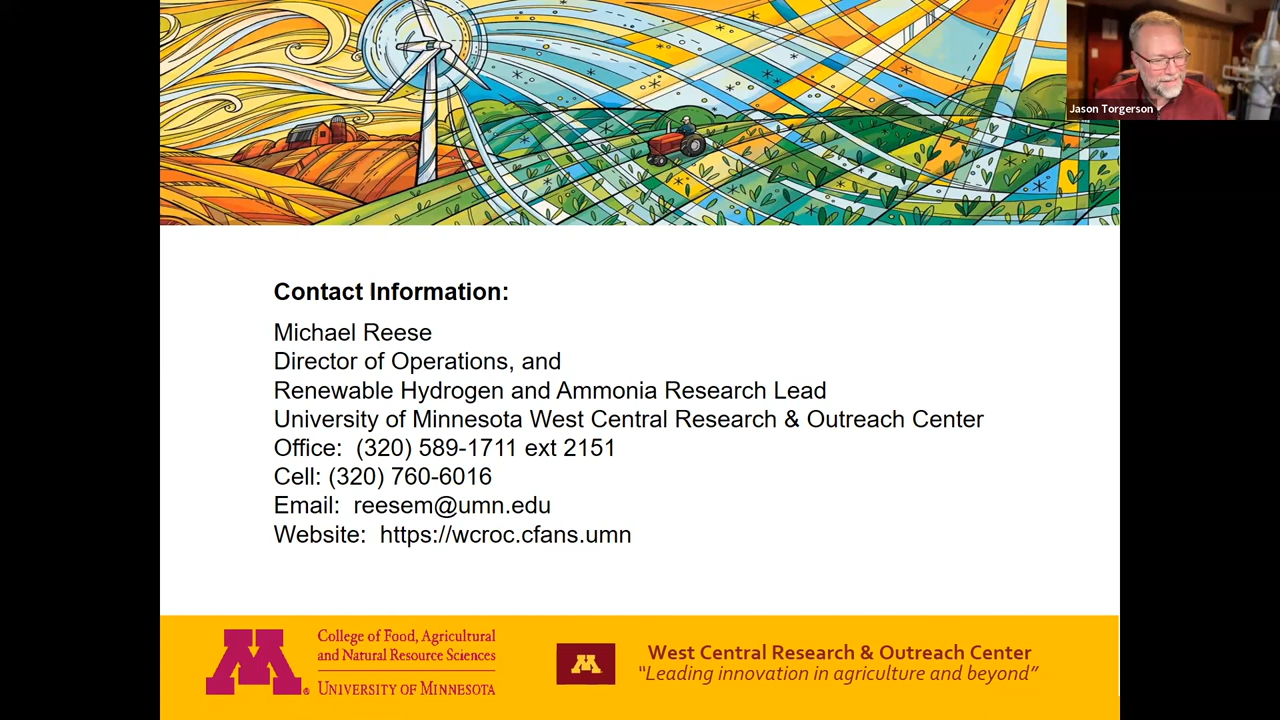 Jason Torgerson
Contact Information:
Michael Reese
Director of Operations, and
Renewable Hydrogen and Ammonia Research Lead
University of Minnesota West Central Research & Outreach Center
Office:  (320) 589-1711 ext 2151
Cell: (320) 760-6016
Email:  reesem@umn.edu
Website:  https://wcroc.cfans.umn
M®
College of Food, Agricultural
and Natural Resource Sciences
University of Minnesota
M
West Central Research & Outreach Center
“Leading innovation in agriculture and beyond”